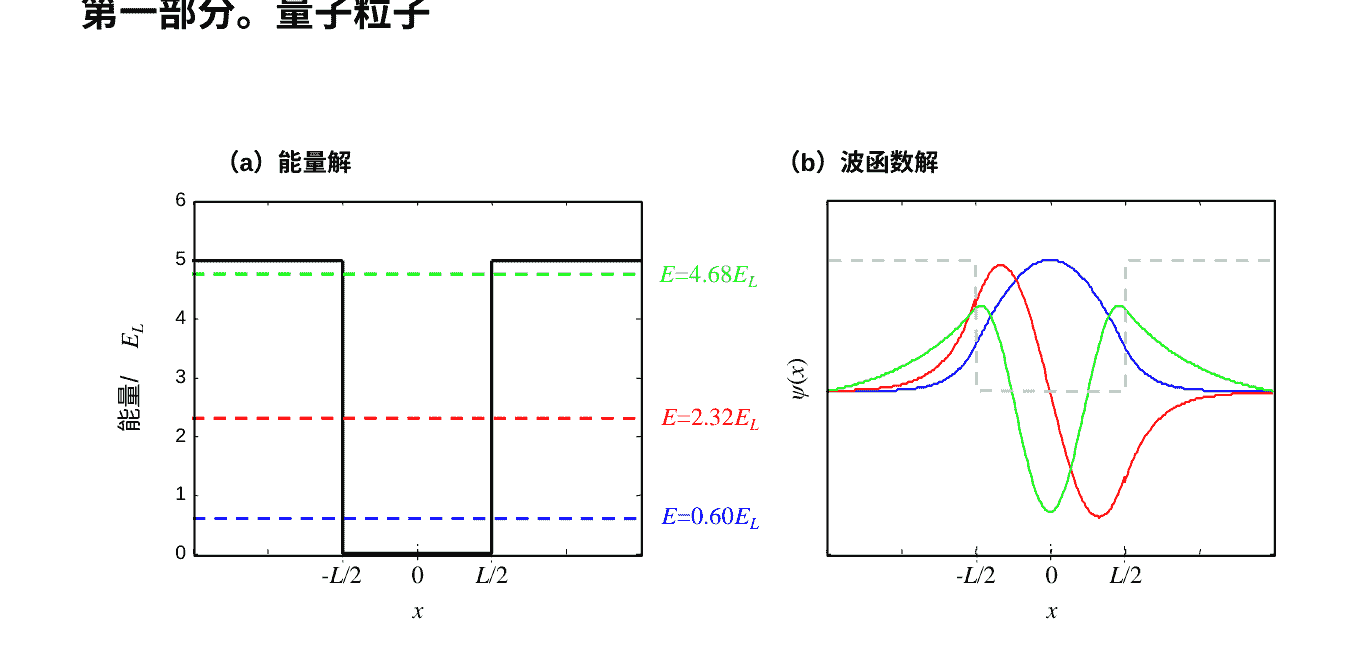 第一部分。量子粒子
（a）能量解
（b）波函数解
6
5
4
3
2
1
0
能量/ E_L
E=4.68E_L
E=2.32E_L
E=0.60E_L
-L/2 0 L/2
x
ψ(x)
-L/2 0 L/2
x